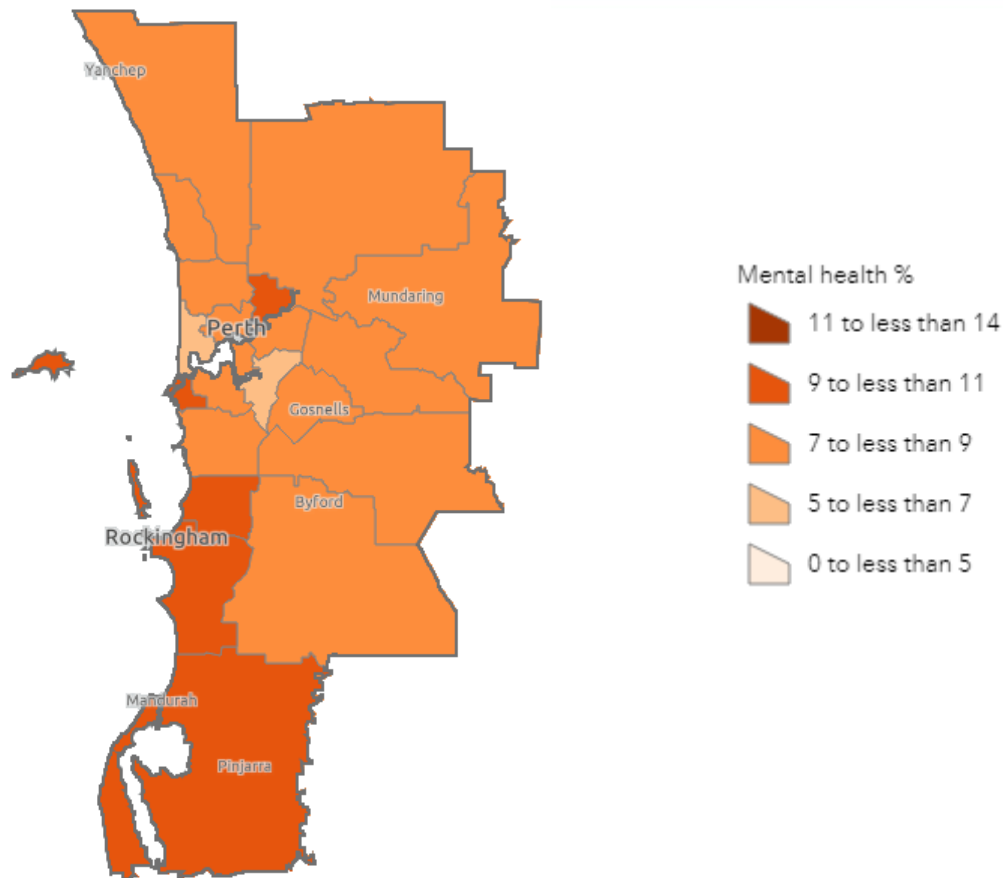 Yanchep
Mundaring
Perth
Gosnells
Byford
Rockingham
Mandurah
Pinjarra
Mental health %
11 to less than 14
9 to less than 11
7 to less than 9
5 to less than 7
0 to less than 5